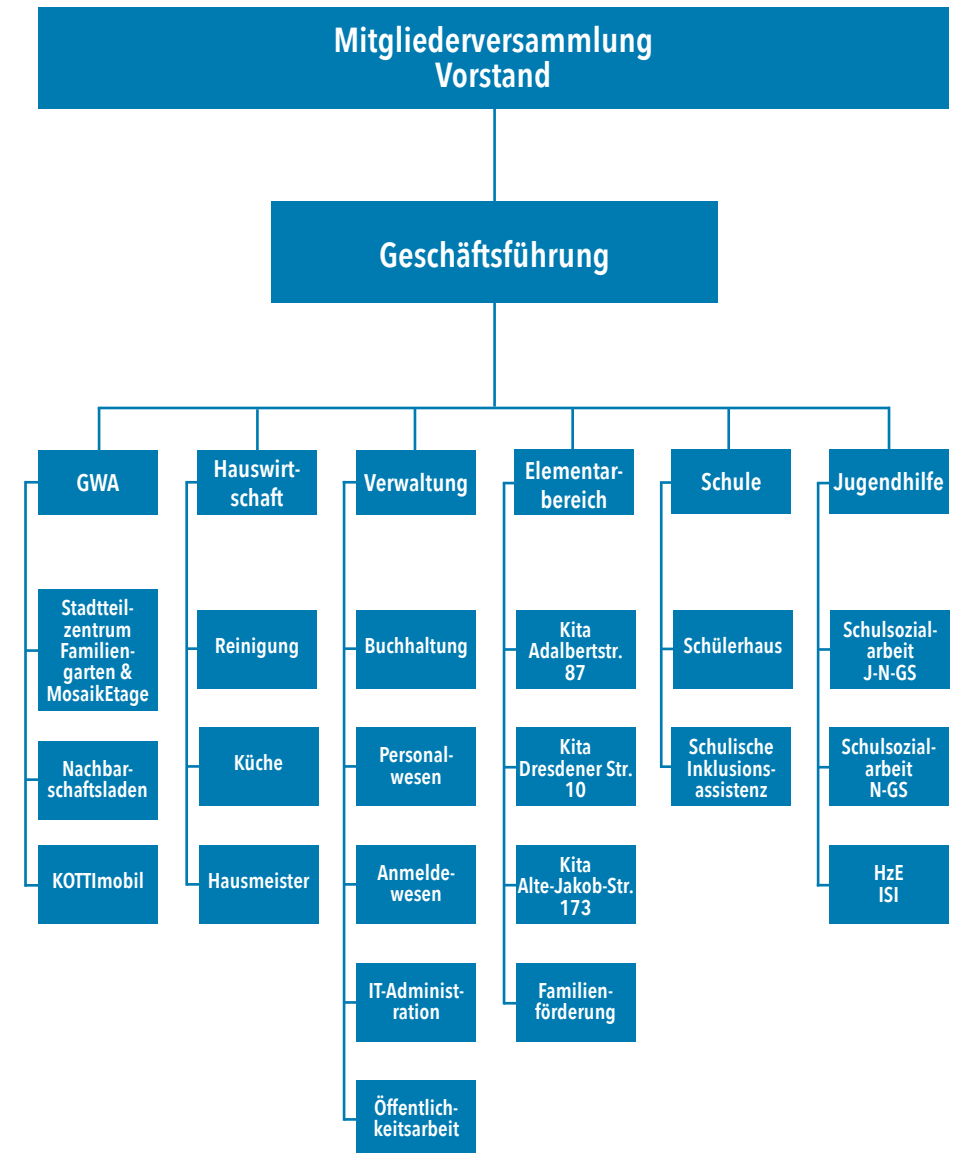 Mitgliederversammlung
Vorstand
Geschäftsführung
GWA
Hauswirt-
schaft
Verwaltung
Elementar-
bereich
Schule
Jugendhilfe
Stadtteil-
zentrum
Familien-
garten &
MosaikEtage
Nachbar-
schaftsladen
KOTTImobil
Reinigung
Küche
Hausmeister
Buchhaltung
Personal-
wesen
Anmelde-
wesen
IT-Administ-
ration
Öffentlich-
keitsarbeit
Kita
Adalbertstr.
87
Kita
Dresdener Str.
10
Kita
Alte-Jakob-Str.
173
Familien-
förderung
Schülerhaus
Schulische
Inklusions-
assistenz
Schulsozial-
arbeit
J-N-GS
Schulsozial-
arbeit
N-GS
HzE
ISI